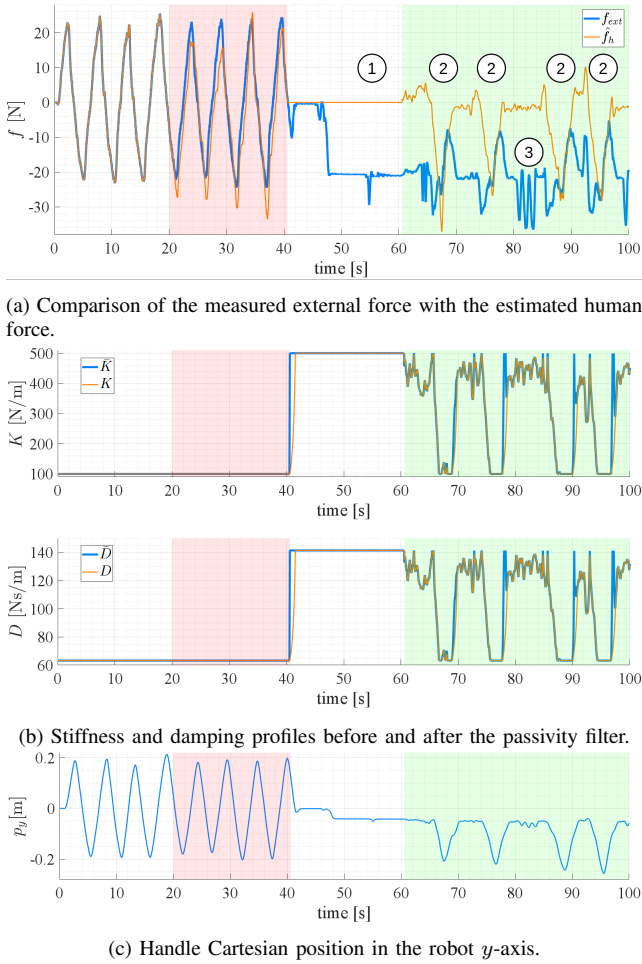 20
10
0
-10
-20
-30
f [N]
f_ext
f̂_h
1
2
2
2
2
3
0 10 20 30 40 50 60 70 80 90 100
time [s]
(a) Comparison of the measured external force with the estimated human
force.
500
400
300
200
100
K [N/m]
K̄
K
0 10 20 30 40 50 60 70 80 90 100
time [s]
140
120
100
80
60
D [Ns/m]
D̄
D
0 10 20 30 40 50 60 70 80 90 100
time [s]
(b) Stiffness and damping profiles before and after the passivity filter.
0.2
0
-0.2
p_y[m]
0 10 20 30 40 50 60 70 80 90 100
time [s]
(c) Handle Cartesian position in the robot y-axis.